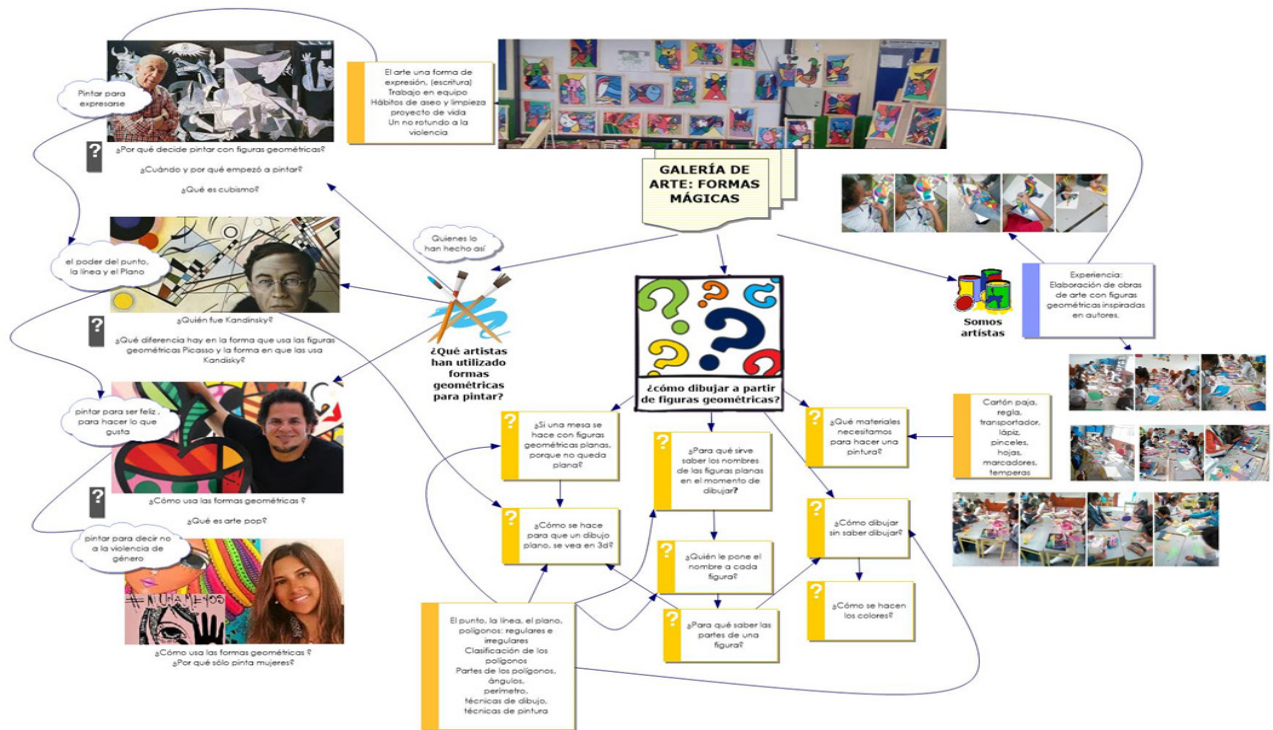 Pintar para
expresarse
El arte una forma de
expresión, (escritura)
Trabajo en equipo
Hábitos de aseo y limpieza
proyecto de vida
Un no rotundo a la
violencia
?
¿Por qué decide pintar con figuras geométricas?
¿Cuándo y por qué empezó a pintar?
¿Qué es cubismo?
GALERÍA DE
ARTE: FORMAS
MÁGICAS
Quienes lo
han hecho así
el poder del punto,
la línea y el Plano
?
¿Quién fue Kandinsky?
¿Qué diferencia hay en la forma que usa las figuras
geométricas Picasso y la forma en que las usa
Kandisky?
¿Qué artistas
han utilizado
formas
geométricas
para pintar?
¿cómo dibujar a partir
de figuras geométricas?
Somos
artístas
Experiencia:
Elaboración de obras
de arte con figuras
geométricas inspiradas
en autores.
pintar para ser feliz ,
para hacer lo que
gusta
?
¿Cómo usa las formas geométricas ?
¿Qué es arte pop?
pintar para decir no
a la violencia de
género
#NIUNAMENOS
¿Cómo usa las formas geométricas ?
¿Por qué sólo pinta mujeres?
?
¿Si una mesa se
hace con figuras
geométricas planas,
porque no queda
plana?
?
¿Cómo se hace
para que un dibujo
plano, se vea en 3d?
?
¿Para qué sirve
saber los nombres
de las figuras planas
en el momento de
dibujar?
?
¿Quién le pone el
nombre a cada
figura?
?
¿Para qué saber las
partes de una
figura?
?
¿Qué materiales
necesitamos
para hacer una
pintura?
?
¿Cómo dibujar
sin saber dibujar?
?
¿Cómo se hacen
los colores?
Cartón paja,
regla,
transportador,
lápiz,
pinceles,
hojas,
marcadores,
temperas
El punto, la línea, el plano,
polígonos: regulares e
irregulares
Clasificación de los
polígonos
Partes de los polígonos,
ángulos,
perímetro,
técnicas de dibujo,
técnicas de pintura